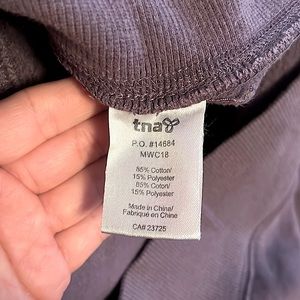 tna
P.O. #14684
MWC18
85% Cotton/
15% Polyester
85% Coton/
15% Polyester
Made in China/
Fabriqué en Chine
CA# 23725